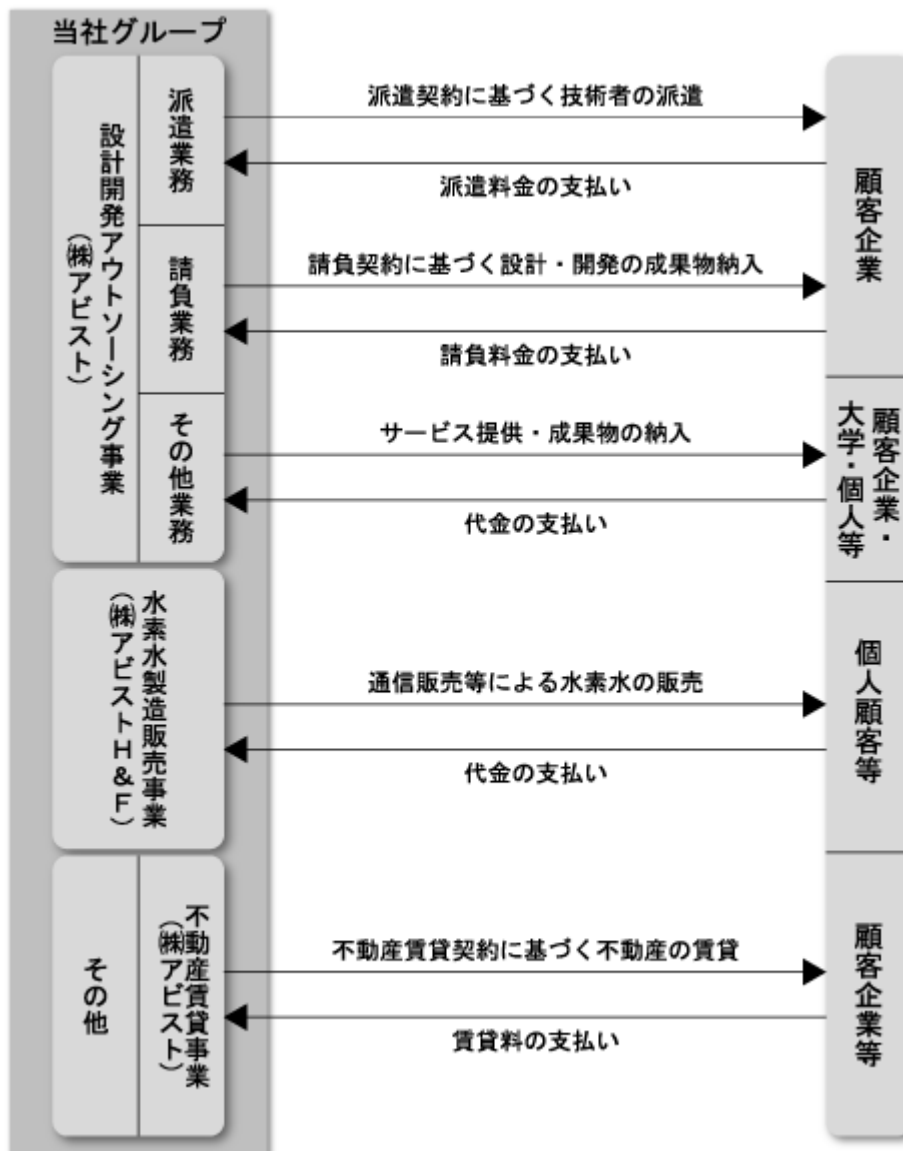 当社グループ
設計開発アウトソーシング事業
（㈱アビスト）
派遣業務
派遣契約に基づく技術者の派遣
派遣料金の支払い
請負業務
請負契約に基づく設計・開発の成果物納入
請負料金の支払い
顧客企業
その他業務
サービス提供・成果物の納入
代金の支払い
顧客企業・
大学・個人等
水素水製造販売事業
（㈱アビストＨ＆Ｆ）
通信販売等による水素水の販売
代金の支払い
個人顧客等
その他
不動産賃貸事業
（㈱アビスト）
不動産賃貸契約に基づく不動産の賃貸
賃貸料の支払い
顧客企業等